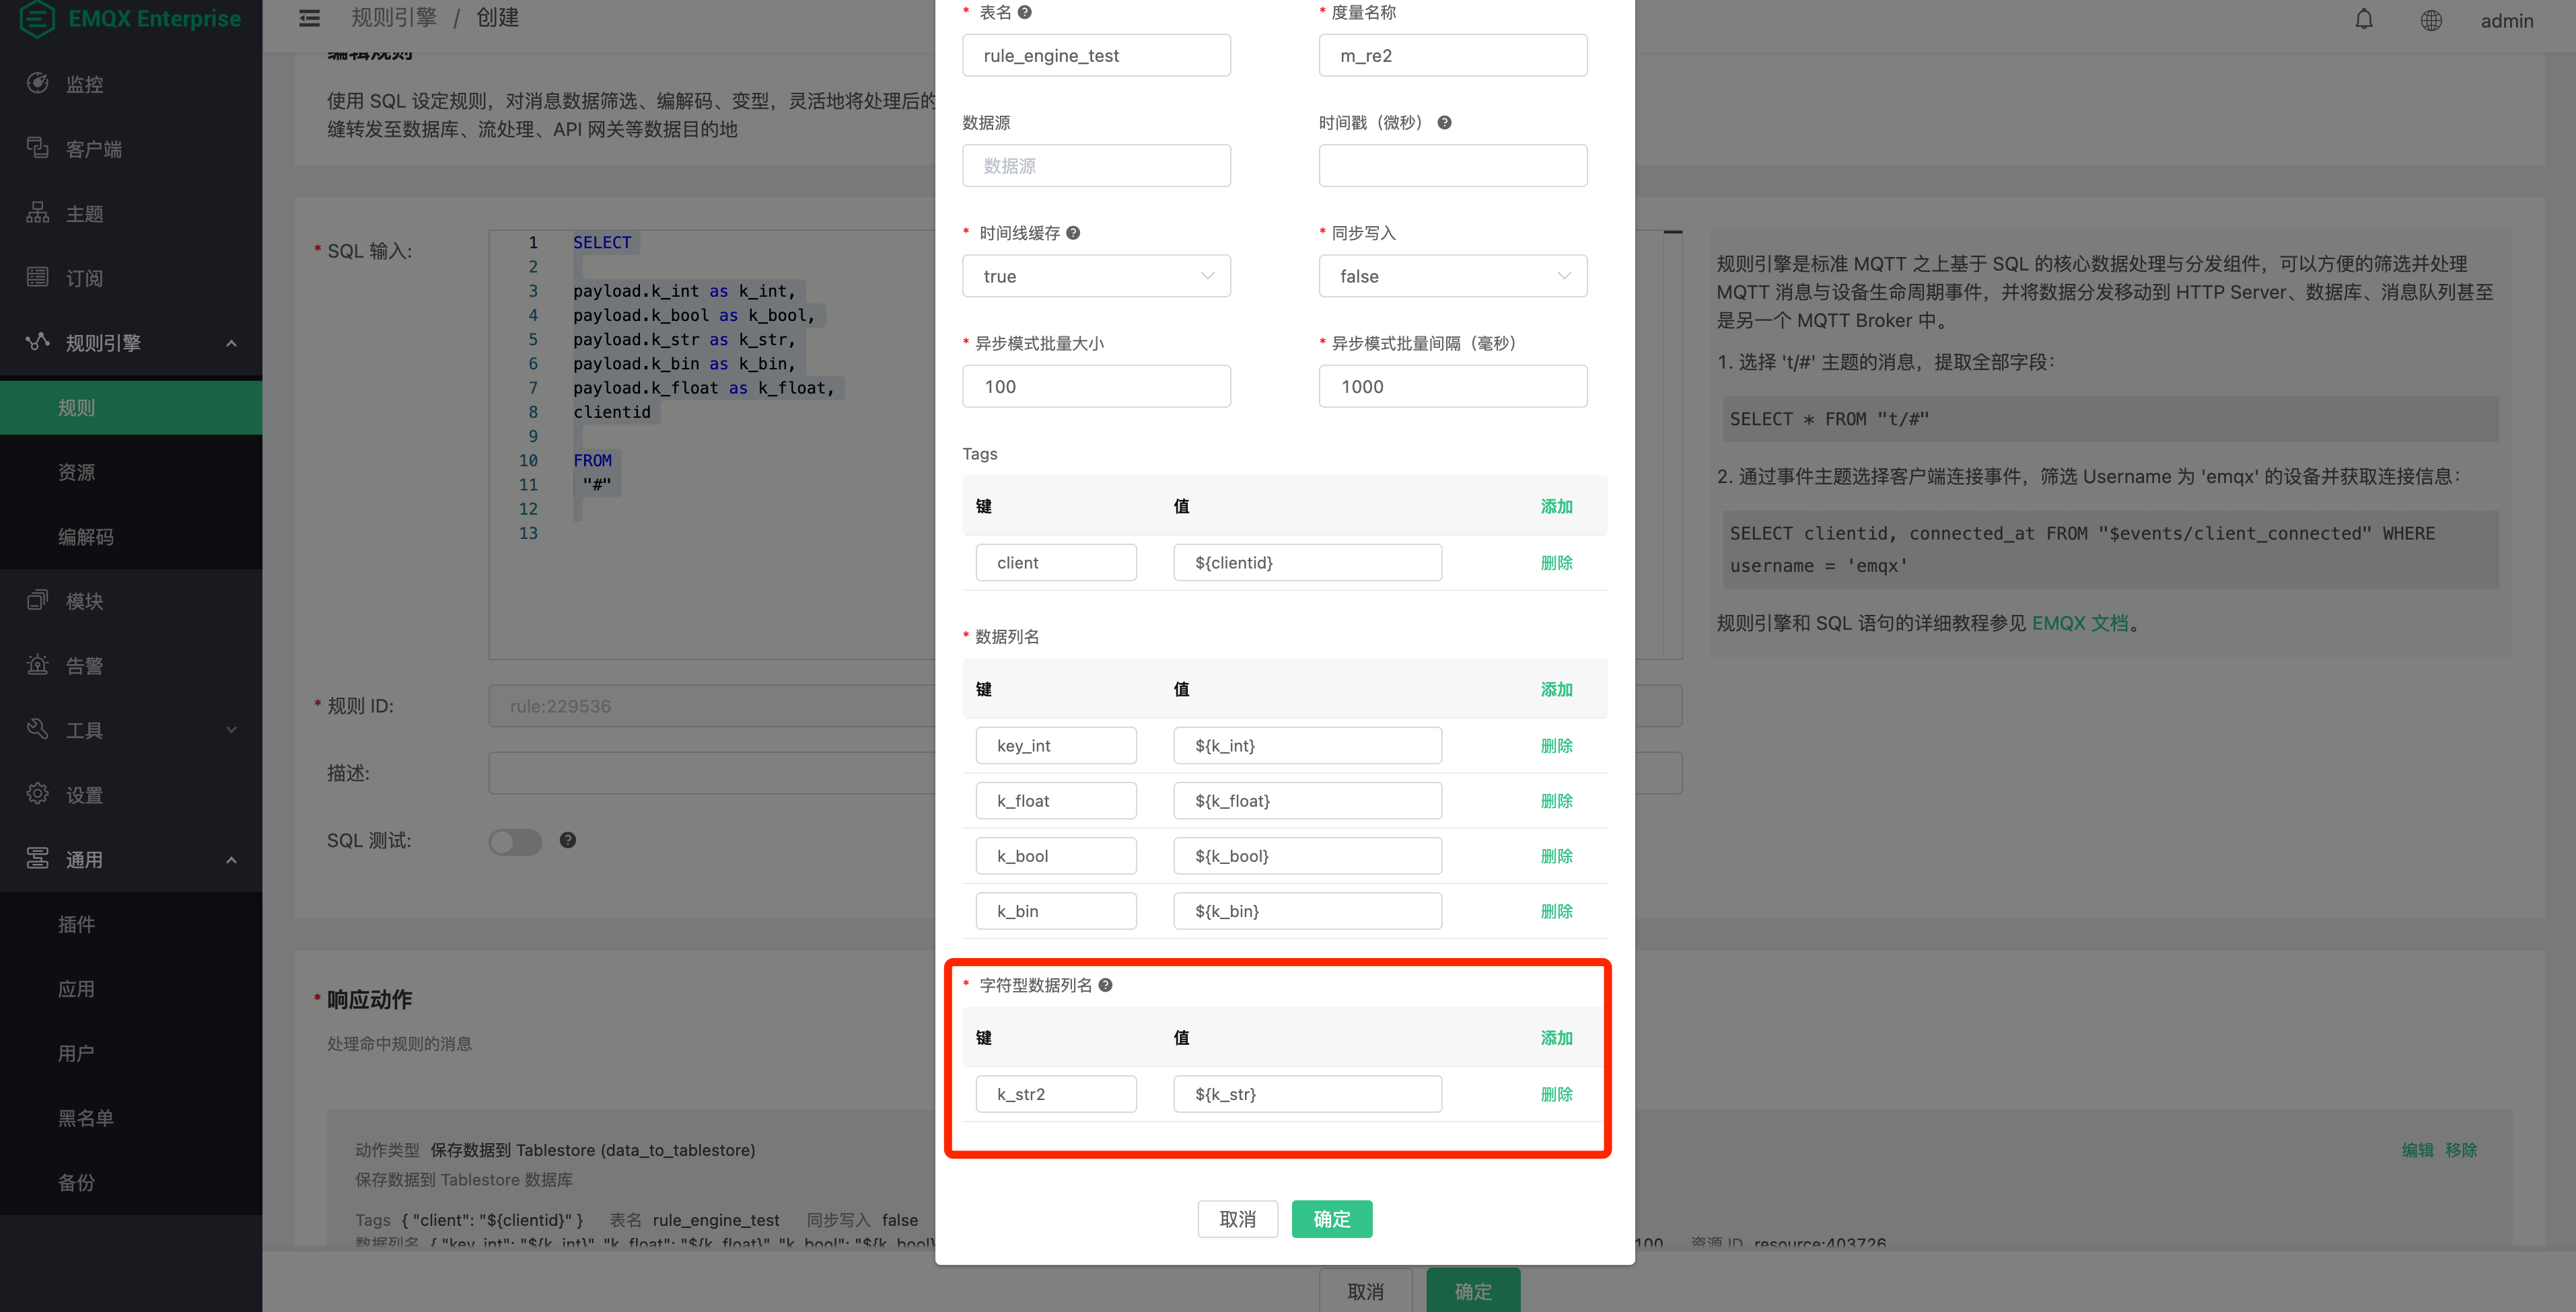 EMQX Enterprise
规则引擎 / 创建
admin
监控
客户端
主题
订阅
规则引擎
规则
资源
编解码
模块
告警
工具
设置
通用
插件
应用
用户
黑名单
备份
编辑规则
使用 SQL 设定规则，对消息数据筛选、编解码、变型，灵活地将处理后的
缝转发至数据库、流处理、API 网关等数据目的地
* SQL 输入:
1 SELECT
2
3 payload.k_int as k_int,
4 payload.k_bool as k_bool,
5 payload.k_str as k_str,
6 payload.k_bin as k_bin,
7 payload.k_float as k_float,
8 clientid
9
10 FROM
11 "#"
12
13
* 规则 ID:
rule:229536
描述:
SQL 测试:
规则引擎是标准 MQTT 之上基于 SQL 的核心数据处理与分发组件，可以方便的筛选并处理
MQTT 消息与设备生命周期事件，并将数据分发移动到 HTTP Server、数据库、消息队列甚至
是另一个 MQTT Broker 中。
1. 选择 't/#' 主题的消息，提取全部字段：
SELECT * FROM "t/#"
2. 通过事件主题选择客户端连接事件，筛选 Username 为 'emqx' 的设备并获取连接信息：
SELECT clientid, connected_at FROM "$events/client_connected" WHERE
username = 'emqx'
规则引擎和 SQL 语句的详细教程参见 EMQX 文档。
* 响应动作
处理命中规则的消息
动作类型 保存数据到 Tablestore (data_to_tablestore)
编辑 移除
保存数据到 Tablestore 数据库
Tags { "client": "${clientid}" } 表名 rule_engine_test 同步写入 false
数据列名 { "key_int": "${k_int}", "k_float": "${k_float}", "k_bool": "${k_bool}
100 资源 ID resource:403726
取消 确定
* 表名 * 度量名称
rule_engine_test m_re2
数据源 时间戳（微秒）
数据源
* 时间线缓存 * 同步写入
true false
* 异步模式批量大小 * 异步模式批量间隔（毫秒）
100 1000
Tags
键 值 添加
client ${clientid} 删除
* 数据列名
键 值 添加
key_int ${k_int} 删除
k_float ${k_float} 删除
k_bool ${k_bool} 删除
k_bin ${k_bin} 删除
* 字符型数据列名
键 值 添加
k_str2 ${k_str} 删除
取消 确定